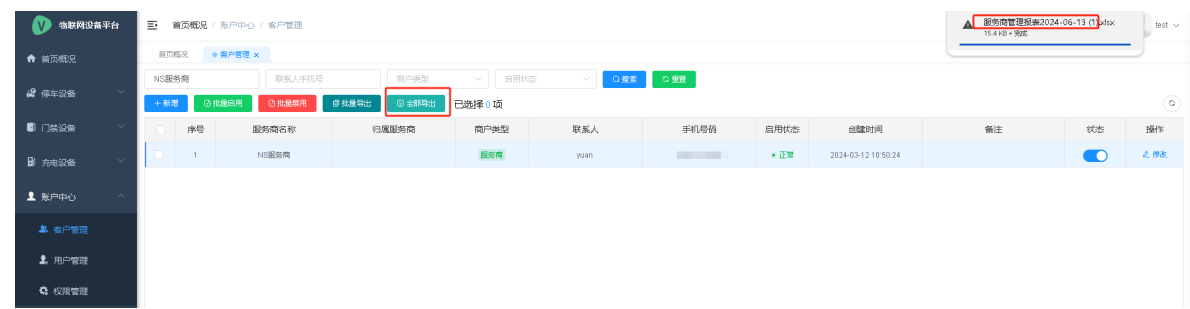 V 物联网设备平台
首页概况 / 账户中心 / 客户管理
服务商管理报表2024-06-13 (1).xlsx
15.4 KB • 完成
test
首页概况
停车设备
门禁设备
充电设备
账户中心
客户管理
用户管理
权限管理
首页概况 客户管理 ×
NS服务商 联系人手机号 商户类型 启用状态 搜索 重置
+ 新增 批量启用 批量禁用 批量导出 全部导出 已选择 0 项
序号 服务商名称 归属服务商 商户类型 联系人 手机号码 启用状态 创建时间 备注 状态 操作
1 NS服务商 服务商 yuan 正常 2024-03-12 10:50:24 修改